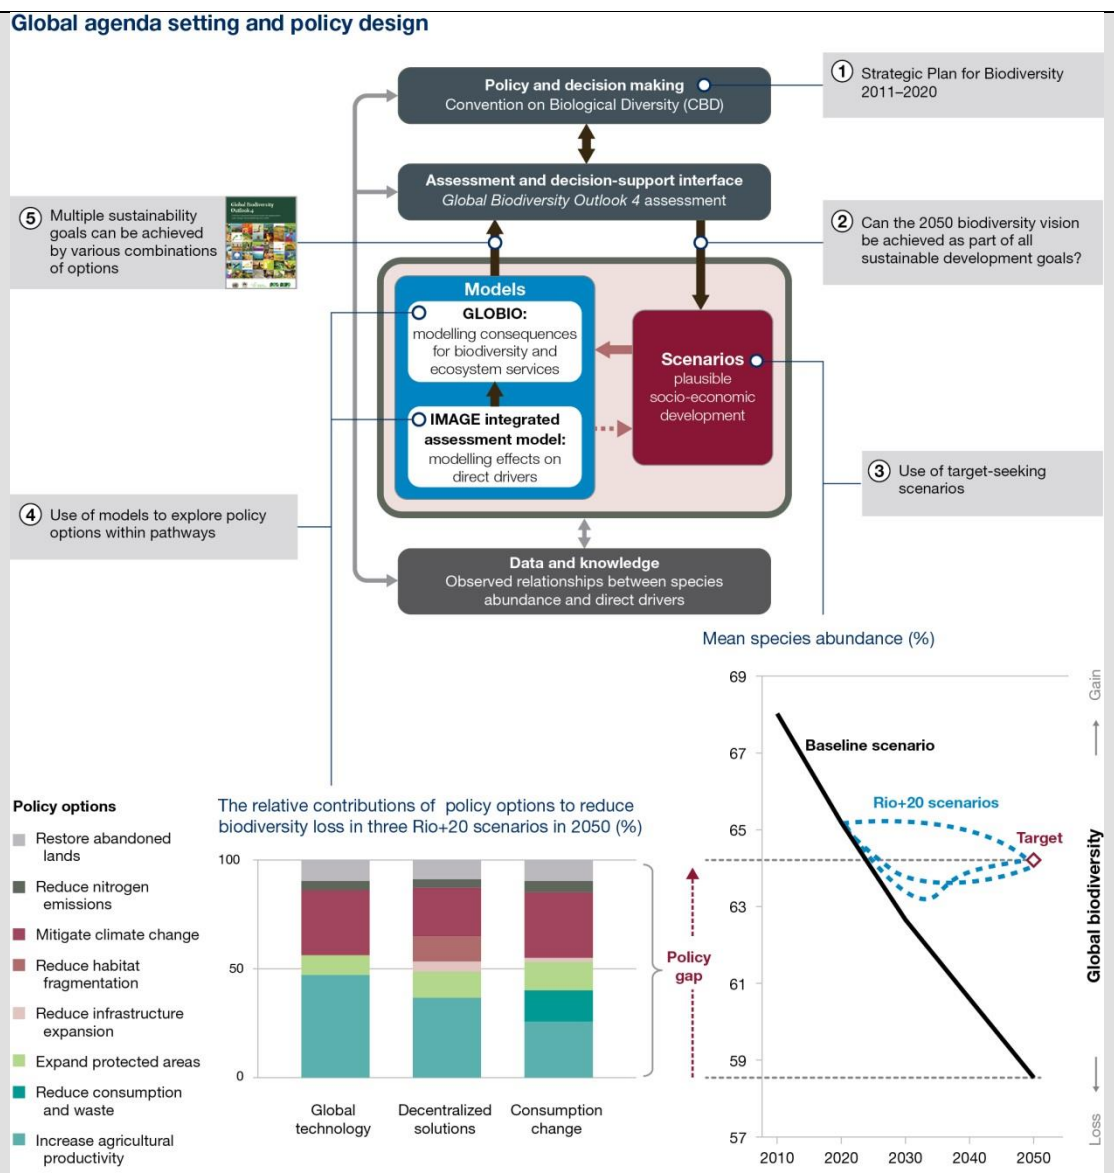 Global agenda setting and policy design
Policy and decision making
Convention on Biological Diversity (CBD)
1 Strategic Plan for Biodiversity
2011–2020
Assessment and decision-support interface
Global Biodiversity Outlook 4 assessment
5 Multiple sustainability
goals can be achieved
by various combinations
of options
Global Biodiversity
Outlook 4
2 Can the 2050 biodiversity vision
be achieved as part of all
sustainable development goals?
Models
GLOBIO:
modelling consequences
for biodiversity and
ecosystem services
IMAGE integrated
assessment model:
modelling effects on
direct drivers
Scenarios
plausible
socio-economic
development
3 Use of target-seeking
scenarios
4 Use of models to explore policy
options within pathways
Data and knowledge
Observed relationships between species
abundance and direct drivers
Mean species abundance (%)
69
67
65
63
61
59
57
2010
2020
2030
2040
2050
Baseline scenario
Rio+20 scenarios
Target
Gain
Global biodiversity
Loss
Policy
gap
Policy options
Restore abandoned
lands
Reduce nitrogen
emissions
Mitigate climate change
Reduce habitat
fragmentation
Reduce infrastructure
expansion
Expand protected areas
Reduce consumption
and waste
Increase agricultural
productivity
The relative contributions of policy options to reduce
biodiversity loss in three Rio+20 scenarios in 2050 (%)
100
50
0
Global
technology
Decentralized
solutions
Consumption
change